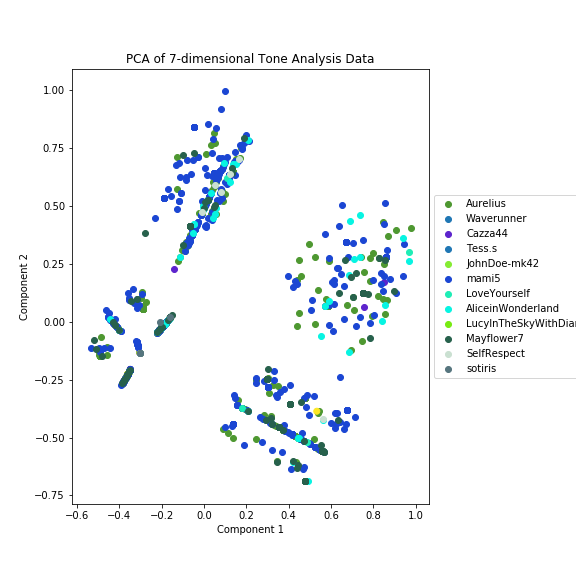 PCA of 7-dimensional Tone Analysis Data
1.00
0.75
0.50
0.25
0.00
−0.25
−0.50
−0.75
Component 2
−0.6 −0.4 −0.2 0.0 0.2 0.4 0.6 0.8 1.0
Component 1
Aurelius
Waverunner
Cazza44
Tess.s
JohnDoe-mk42
mami5
LoveYourself
AliceinWonderland
LucyInTheSkyWithDiar
Mayflower7
SelfRespect
sotiris